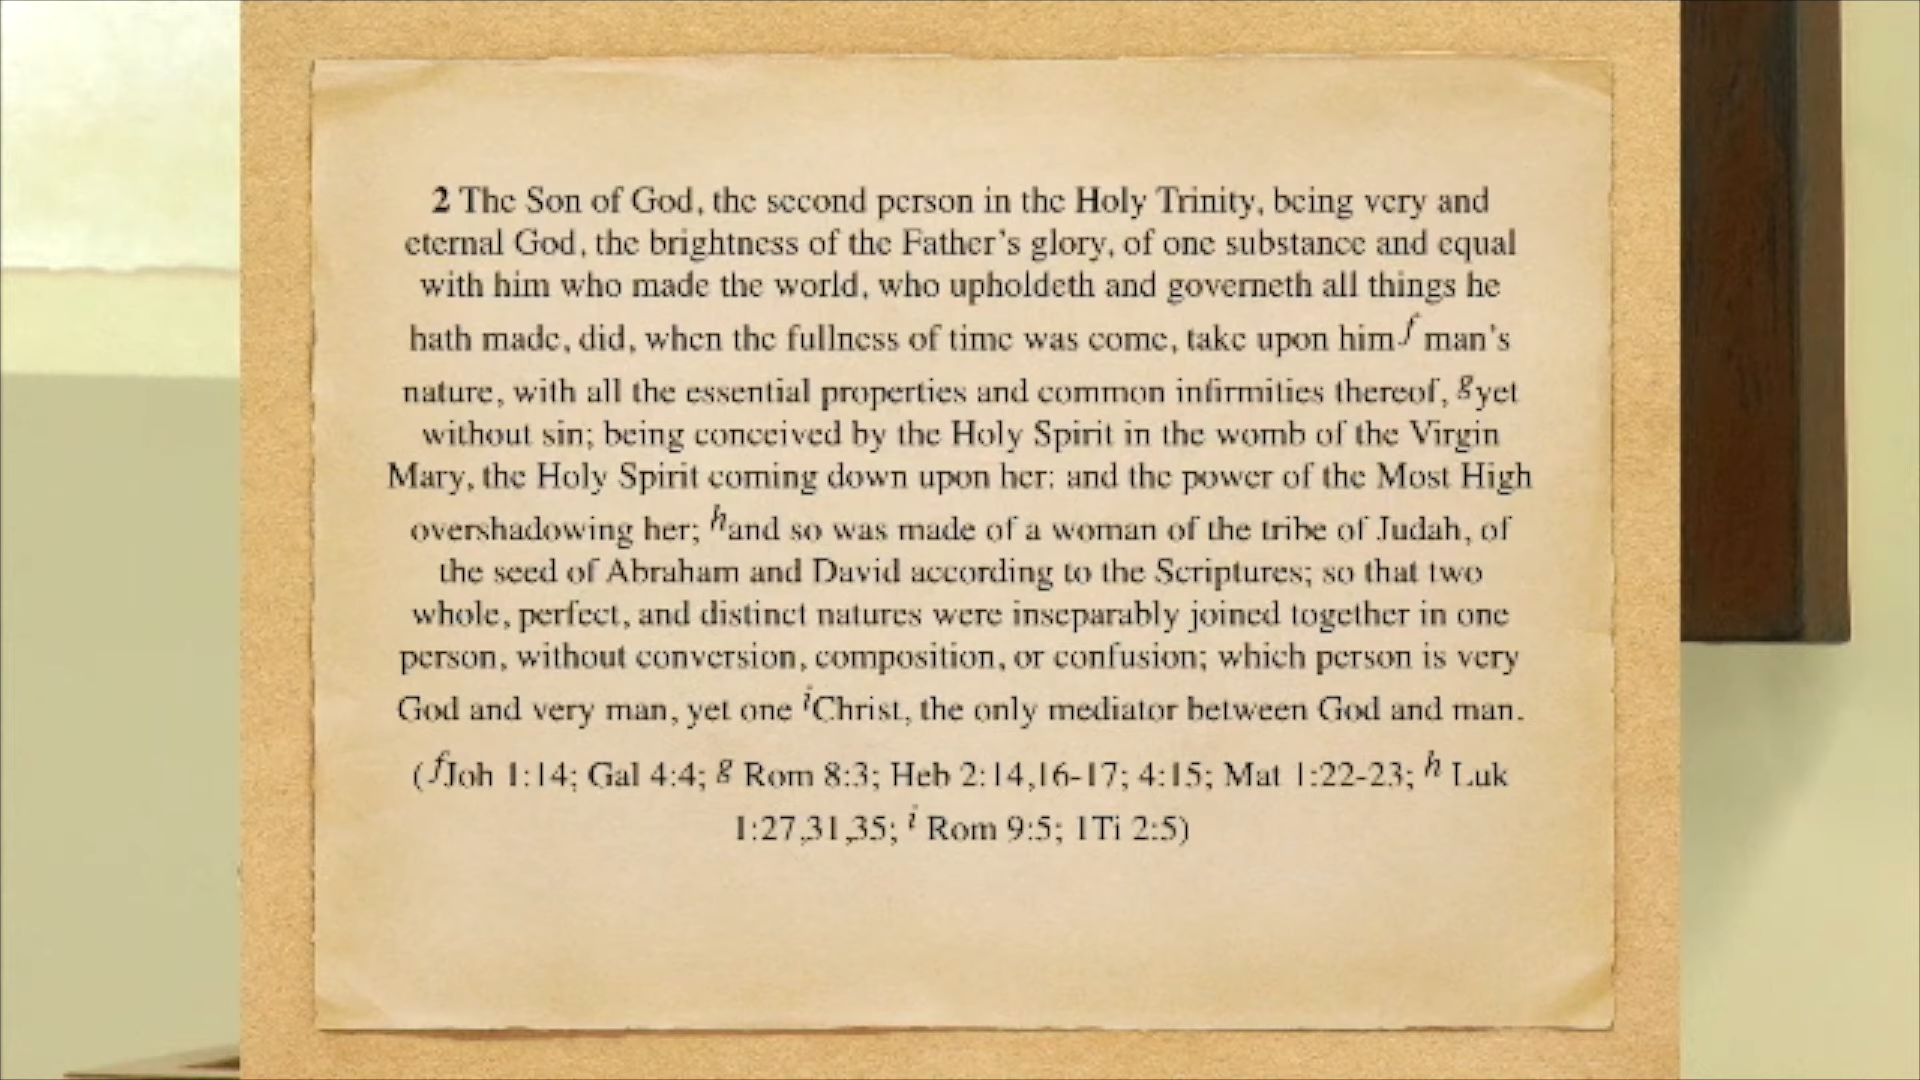 2 The Son of God, the second person in the Holy Trinity, being very and
eternal God, the brightness of the Father's glory, of one substance and equal
with him who made the world, who upholdeth and governeth all things he
hath made, did, when the fullness of time was come, take upon him f man's
nature, with all the essential properties and common infirmities thereof, g yet
without sin; being conceived by the Holy Spirit in the womb of the Virgin
Mary, the Holy Spirit coming down upon her: and the power of the Most High
overshadowing her; h and so was made of a woman of the tribe of Judah, of
the seed of Abraham and David according to the Scriptures; so that two
whole, perfect, and distinct natures were inseparably joined together in one
person, without conversion, composition, or confusion; which person is very
God and very man, yet one i Christ, the only mediator between God and man.
(f Joh 1:14; Gal 4:4; g Rom 8:3; Heb 2:14,16-17; 4:15; Mat 1:22-23; h Luk
1:27,31,35; i Rom 9:5; 1Ti 2:5)